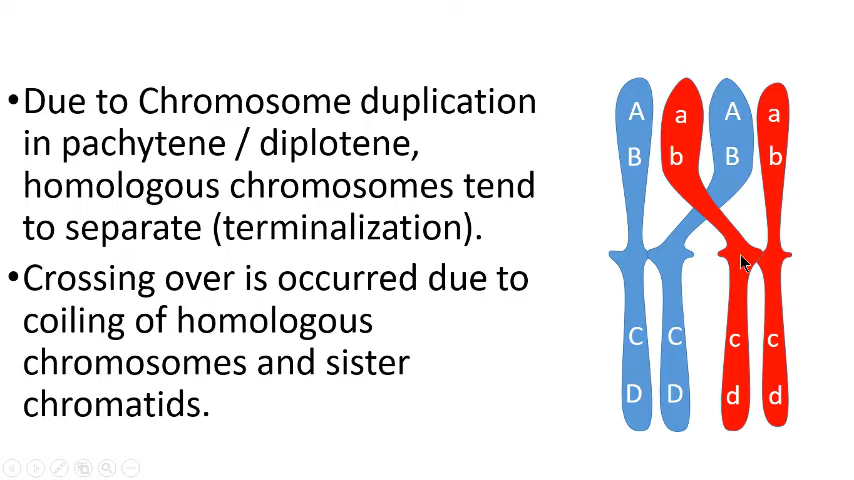 •Due to Chromosome duplication
in pachytene / diplotene,
homologous chromosomes tend
to separate (terminalization).
•Crossing over is occurred due to
coiling of homologous
chromosomes and sister
chromatids.
A a A a
B b B b
C C c c
D D d d